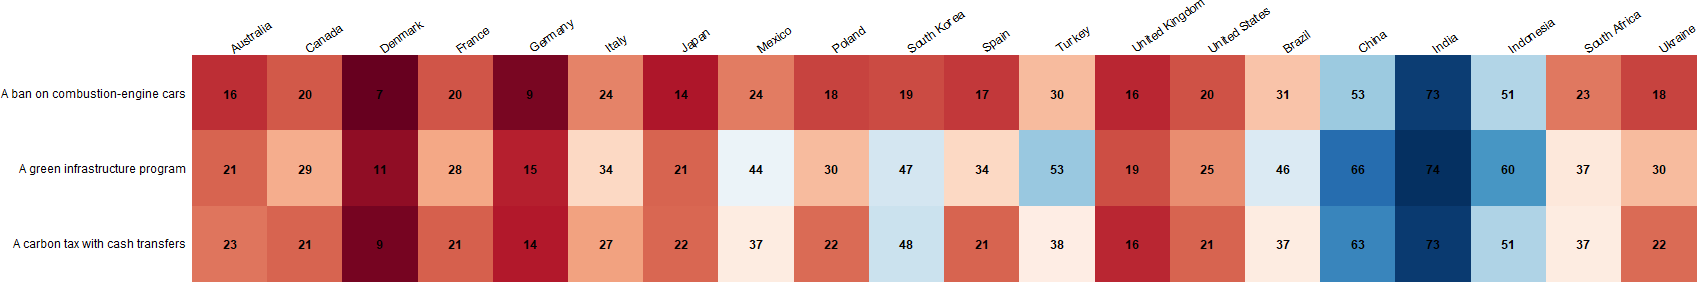 Australia Canada Denmark France Germany Italy Japan Mexico Poland South Korea Spain Turkey United Kingdom United States Brazil China India Indonesia South Africa Ukraine
A ban on combustion-engine cars 16 20 7 20 9 24 14 24 18 19 17 30 16 20 31 53 73 51 23 18
A green infrastructure program 21 29 11 28 15 34 21 44 30 47 34 53 19 25 46 66 74 60 37 30
A carbon tax with cash transfers 23 21 9 21 14 27 22 37 22 48 21 38 16 21 37 63 73 51 37 22